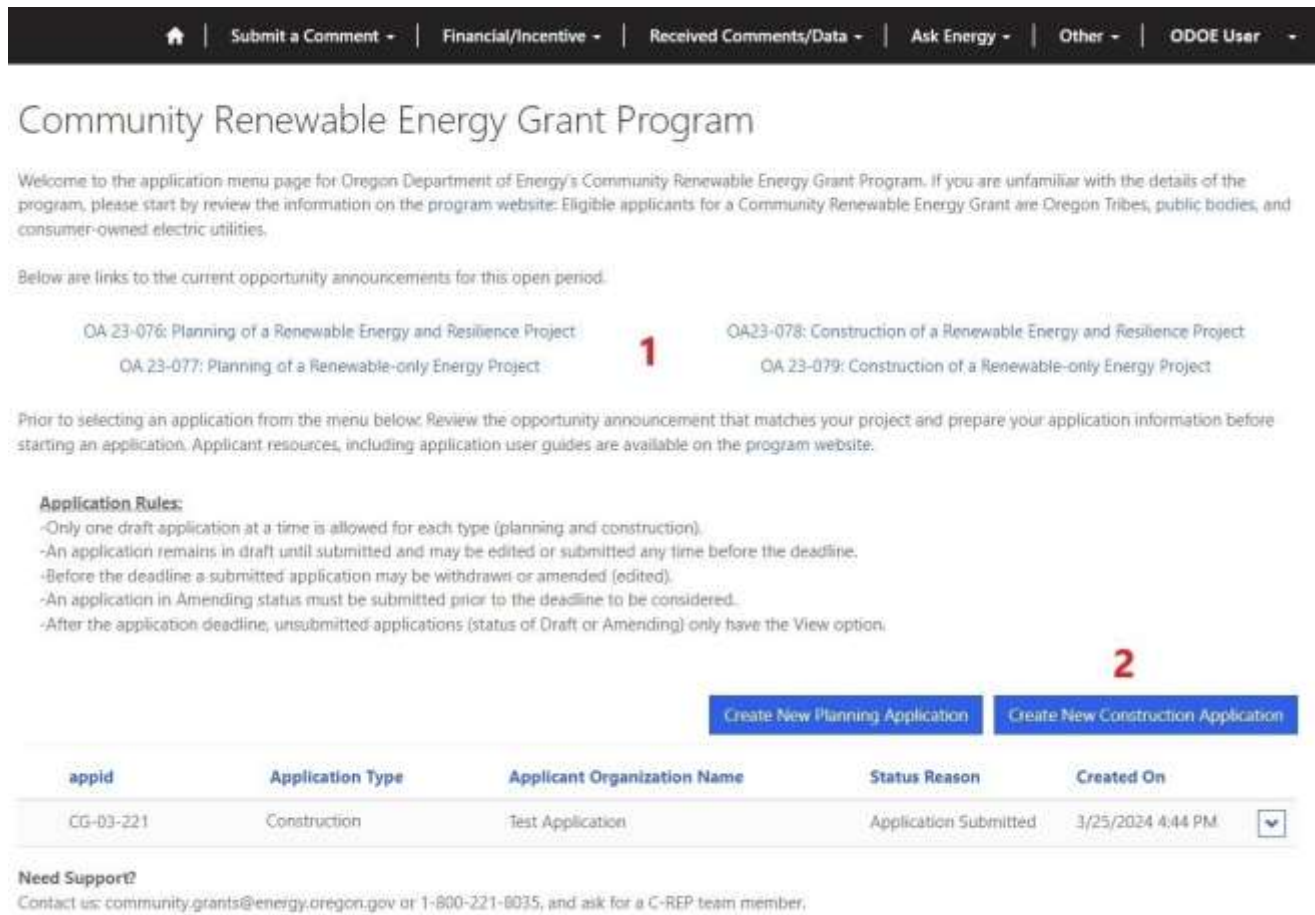 Submit a Comment | Financial/Incentive | Received Comments/Data | Ask Energy | Other | ODOE User
Community Renewable Energy Grant Program
Welcome to the application menu page for Oregon Department of Energy's Community Renewable Energy Grant Program. If you are unfamiliar with the details of the
program, please start by review the information on the program website: Eligible applicants for a Community Renewable Energy Grant are Oregon Tribes, public bodies, and
consumer-owned electric utilities.
Below are links to the current opportunity announcements for this open period.
OA 23-076: Planning of a Renewable Energy and Resilience Project OA23-078: Construction of a Renewable Energy and Resilience Project
1
OA 23-077: Planning of a Renewable-only Energy Project OA 23-079: Construction of a Renewable-only Energy Project
Prior to selecting an application from the menu below: Review the opportunity announcement that matches your project and prepare your application information before
starting an application. Applicant resources, including application user guides are available on the program website.
Application Rules:
-Only one draft application at a time is allowed for each type (planning and construction).
-An application remains in draft until submitted and may be edited or submitted any time before the deadline.
-Before the deadline a submitted application may be withdrawn or amended (edited).
-An application in Amending status must be submitted prior to the deadline to be considered.
-After the application deadline, unsubmitted applications (status of Draft or Amending) only have the View option.
2
Create New Planning Application Create New Construction Application
appid Application Type Applicant Organization Name Status Reason Created On
CG-03-221 Construction Test Application Application Submitted 3/25/2024 4:44 PM
Need Support?
Contact us: community.grants@energy.oregon.gov or 1-800-221-8035, and ask for a C-REP team member.